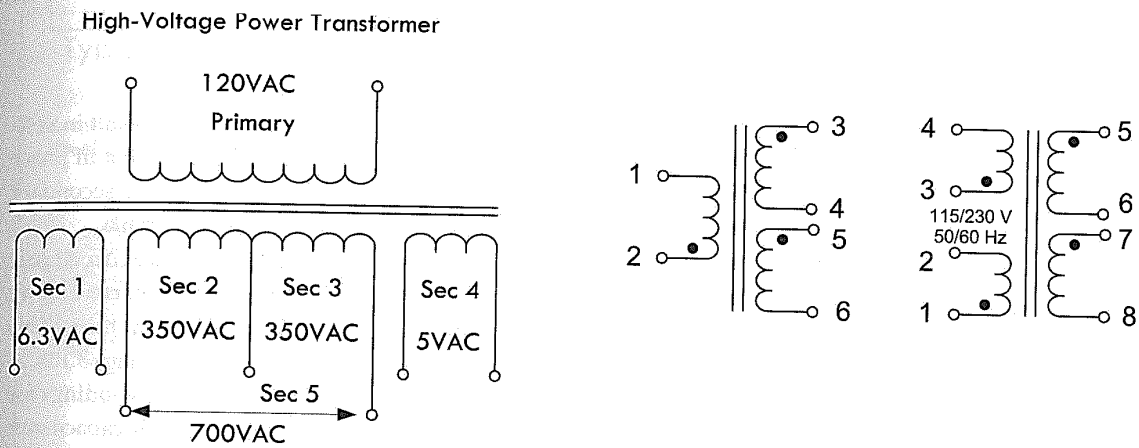 High-Voltage Power Transformer
120VAC
Primary
Sec 1
6.3VAC
Sec 2
350VAC
Sec 3
350VAC
Sec 4
5VAC
Sec 5
700VAC
1
2
3
4
5
6
4
3
115/230 V
50/60 Hz
2
1
5
6
7
8